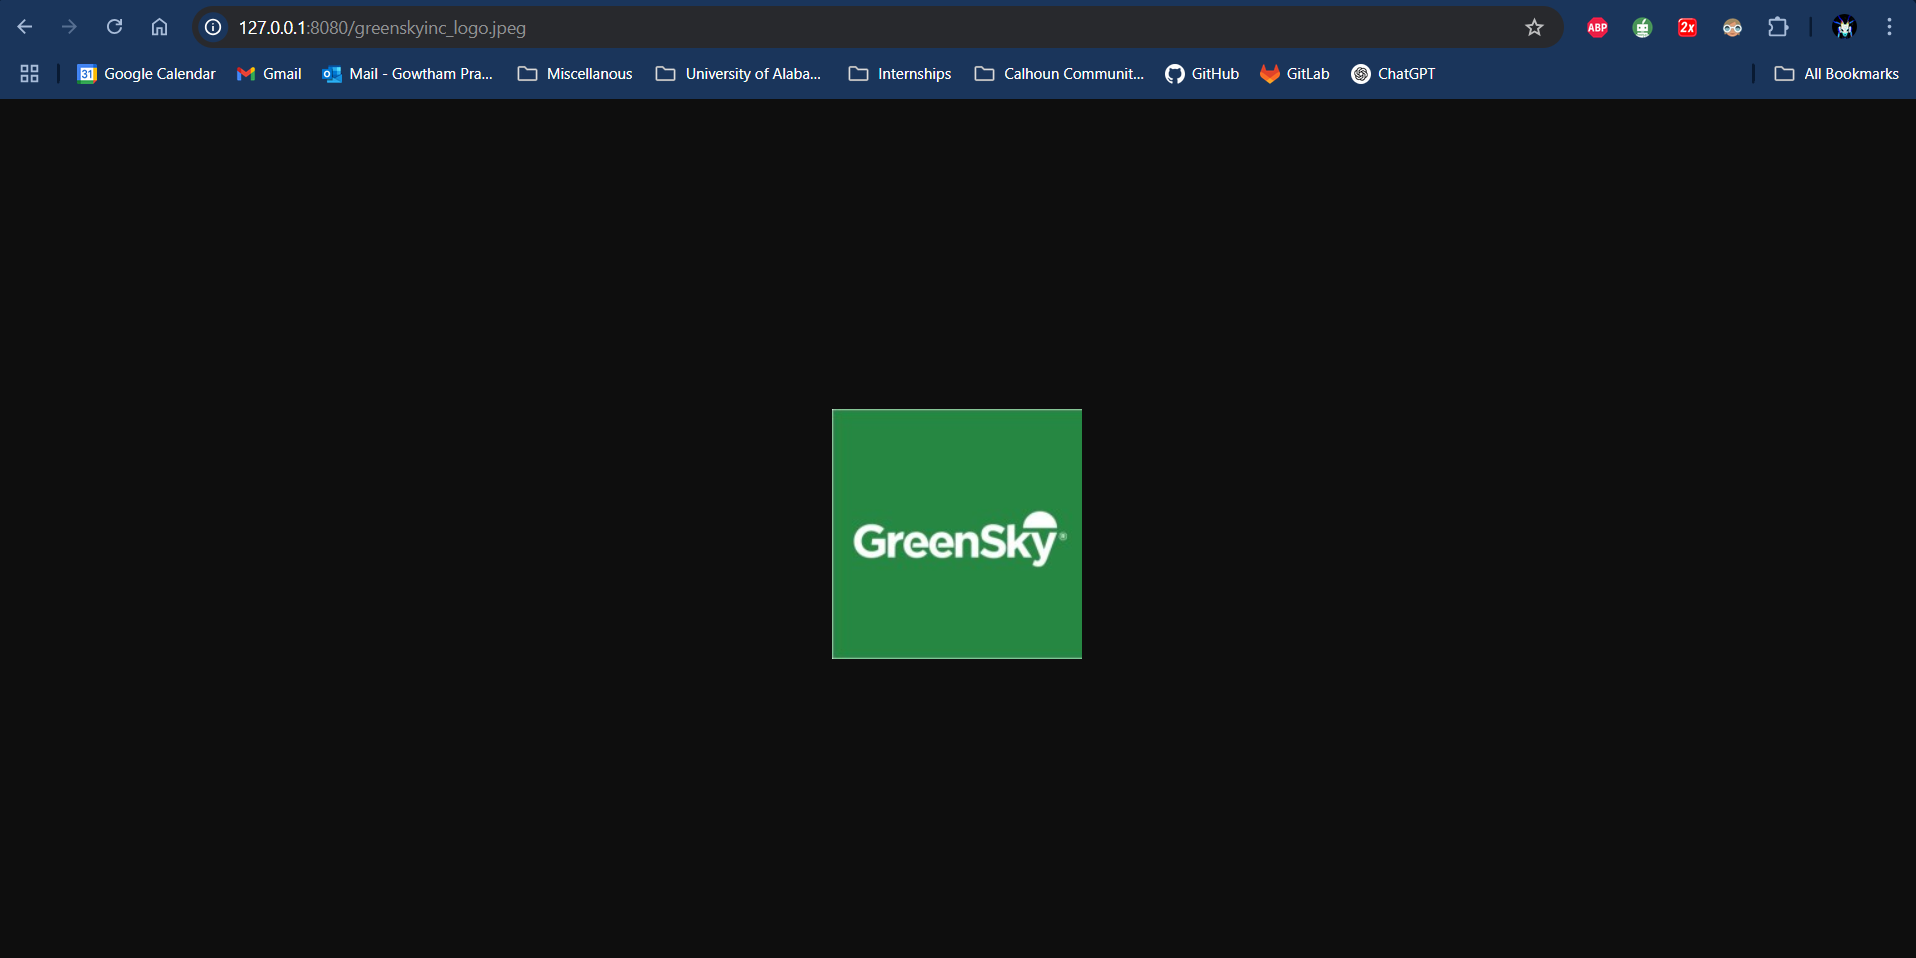 127.0.0.1:8080/greenskyinc_logo.jpeg
ABP
2x
31 Google Calendar Gmail Mail - Gowtham Pra... Miscellanous University of Alaba... Internships Calhoun Communit... GitHub GitLab ChatGPT All Bookmarks
GreenSky®